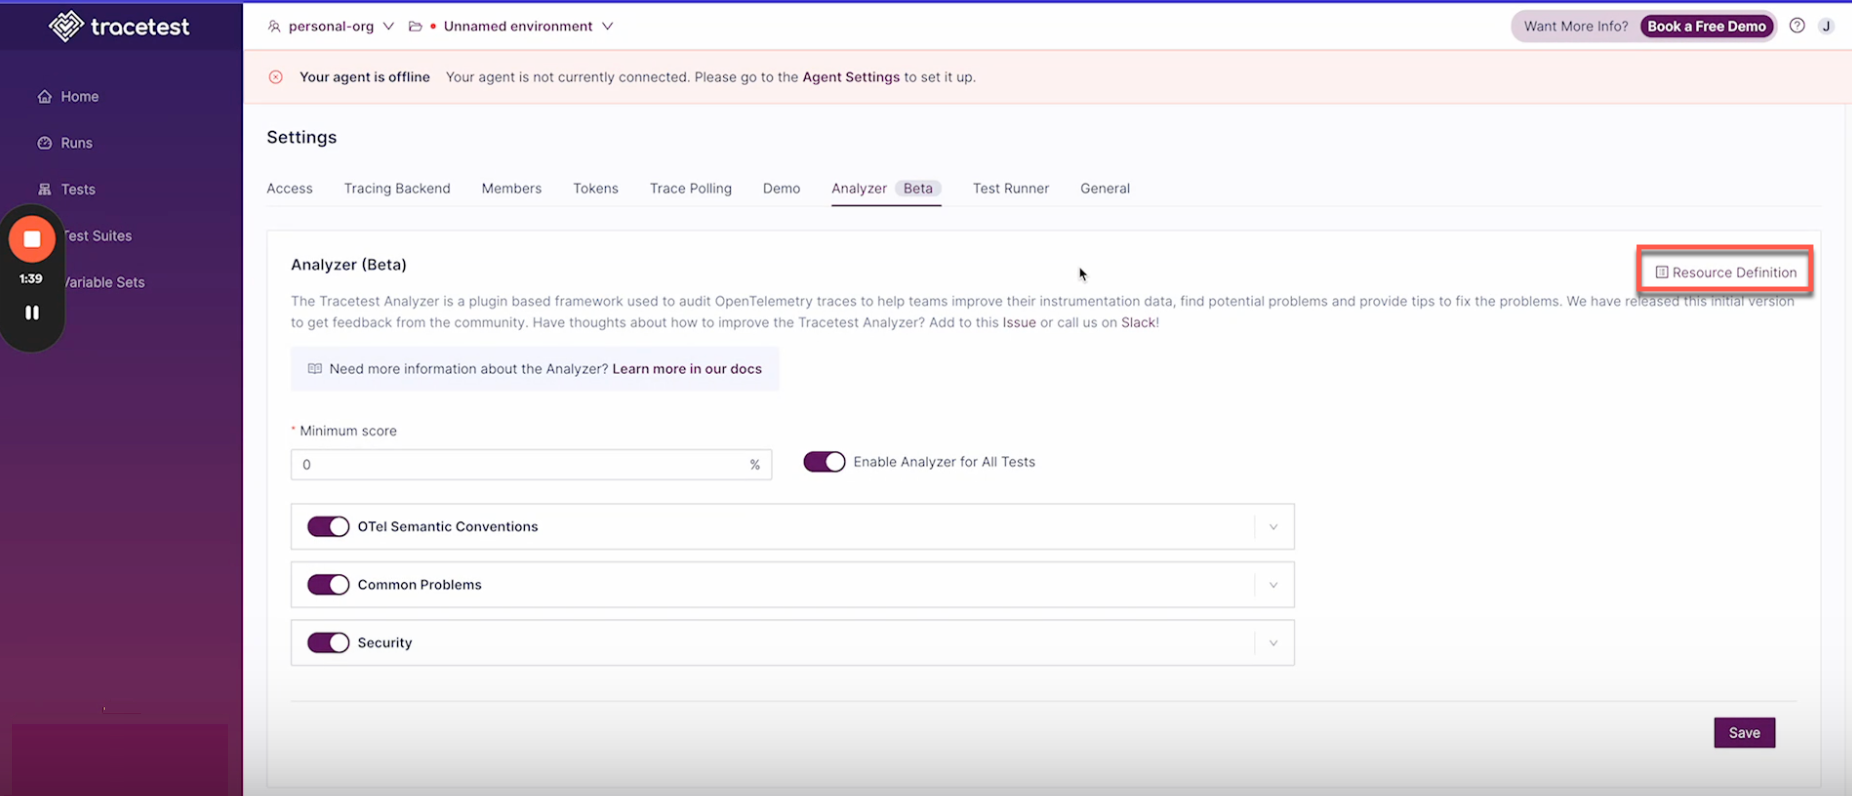 tracetest
personal-org
Unnamed environment
Want More Info?
Book a Free Demo
J
Your agent is offline Your agent is not currently connected. Please go to the Agent Settings to set it up.
Home
Runs
Tests
Test Suites
Variable Sets
1:39
Settings
Access Tracing Backend Members Tokens Trace Polling Demo Analyzer Beta Test Runner General
Analyzer (Beta)
Resource Definition
The Tracetest Analyzer is a plugin based framework used to audit OpenTelemetry traces to help teams improve their instrumentation data, find potential problems and provide tips to fix the problems. We have released this initial version
to get feedback from the community. Have thoughts about how to improve the Tracetest Analyzer? Add to this Issue or call us on Slack!
Need more information about the Analyzer? Learn more in our docs
* Minimum score
0 %
Enable Analyzer for All Tests
OTel Semantic Conventions
Common Problems
Security
Save